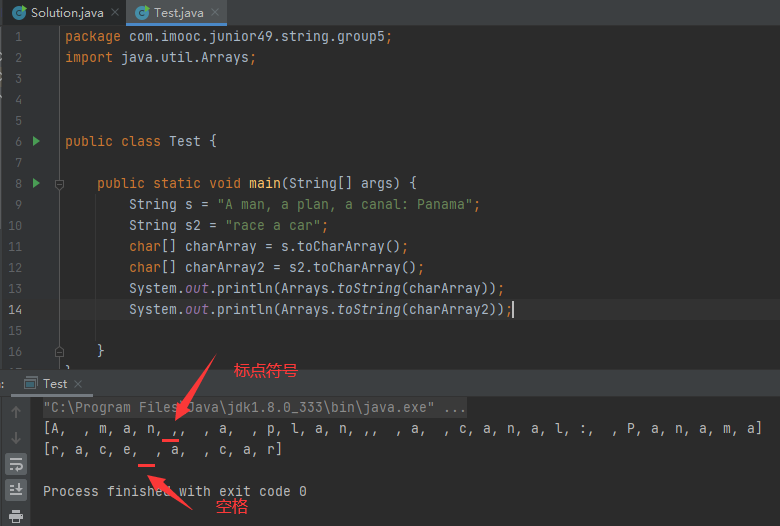 Solution.java Test.java
1 package com.imooc.junior49.string.group5;
2 import java.util.Arrays;
3
4
5
6 public class Test {
7
8 public static void main(String[] args) {
9 String s = "A man, a plan, a canal: Panama";
10 String s2 = "race a car";
11 char[] charArray = s.toCharArray();
12 char[] charArray2 = s2.toCharArray();
13 System.out.println(Arrays.toString(charArray));
14 System.out.println(Arrays.toString(charArray2));
15
16 }
标点符号
: Test
"C:\Program Files\Java\jdk1.8.0_333\bin\java.exe" ...
[A,  , m, a, n, ,,  , a,  , p, l, a, n, ,,  , a,  , c, a, n, a, l, :,  , P, a, n, a, m, a]
[r, a, c, e,  , a,  , c, a, r]
空格
Process finished with exit code 0